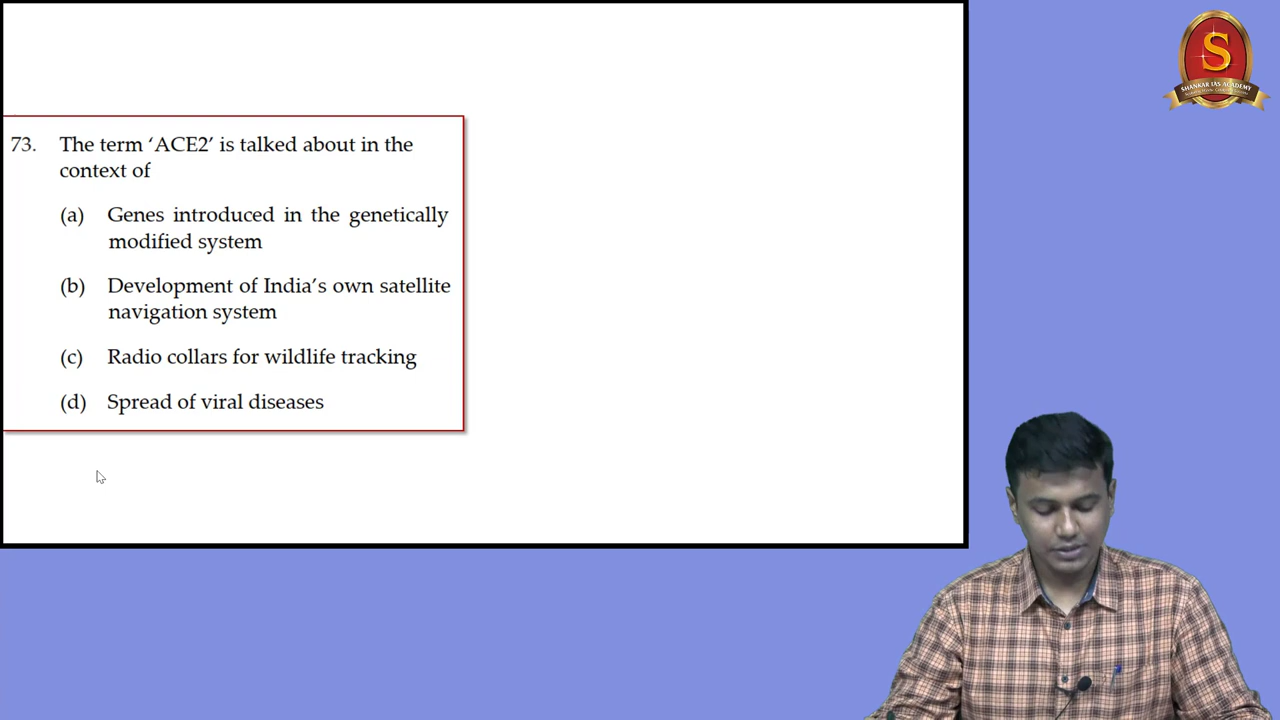 73. The term ‘ACE2’ is talked about in the
context of
(a) Genes introduced in the genetically
modified system
(b) Development of India’s own satellite
navigation system
(c) Radio collars for wildlife tracking
(d) Spread of viral diseases
S
SHANKAR IAS ACADEMY